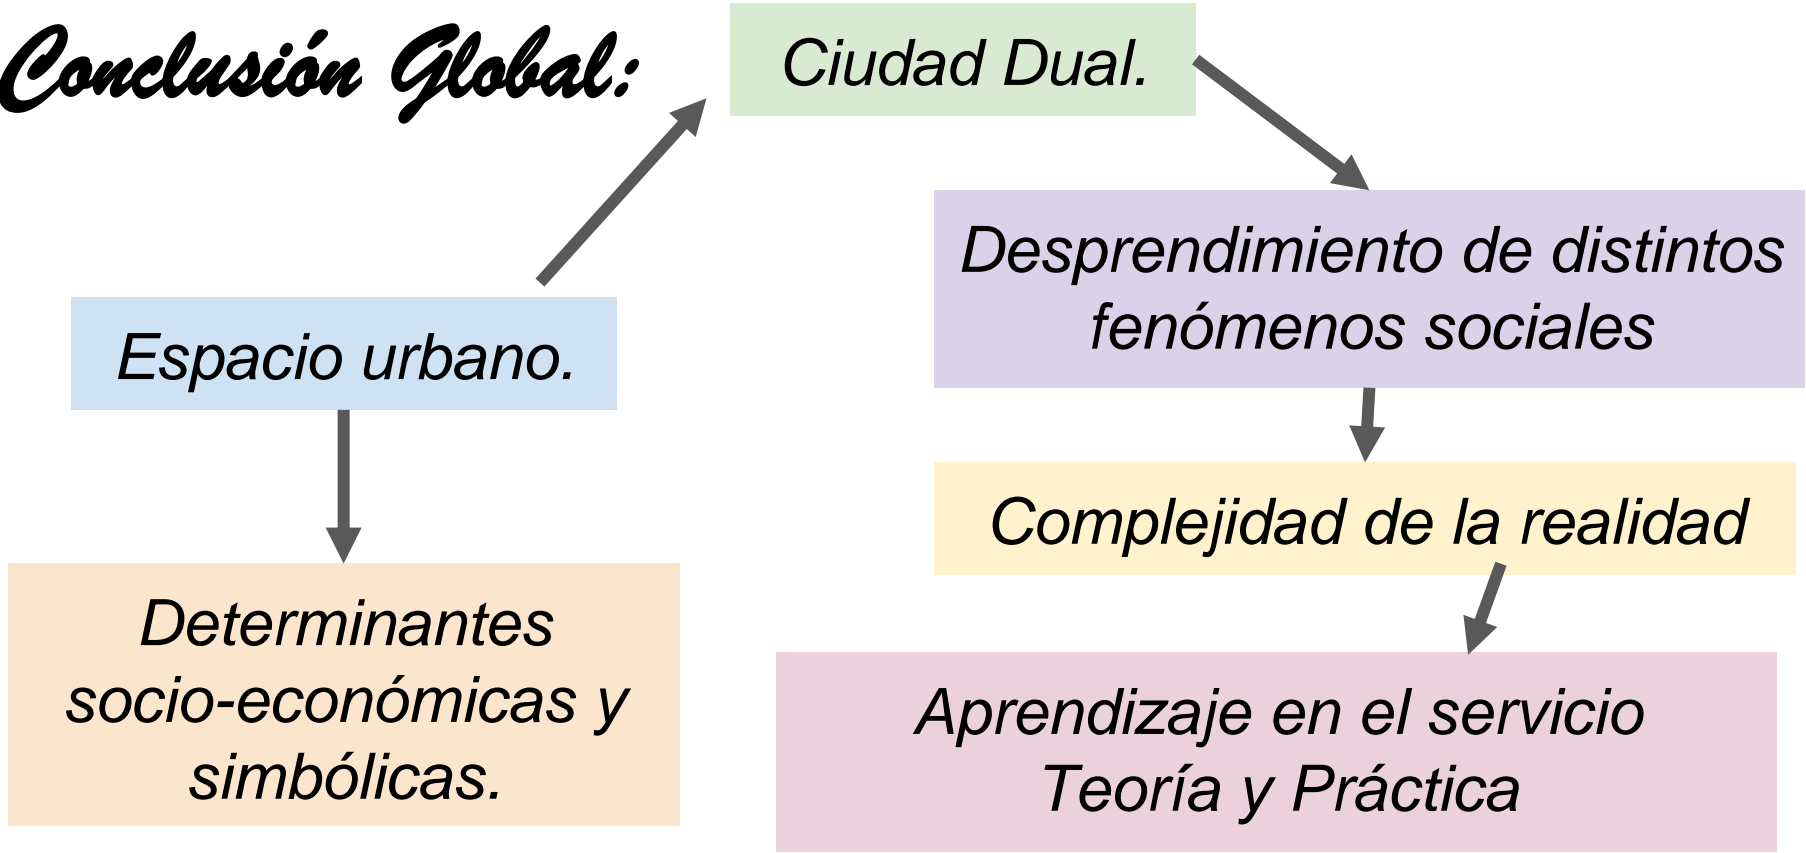 Conclusión Global:
Ciudad Dual.
Desprendimiento de distintos
fenómenos sociales
Espacio urbano.
Complejidad de la realidad
Determinantes
socio-económicas y
simbólicas.
Aprendizaje en el servicio
Teoría y Práctica